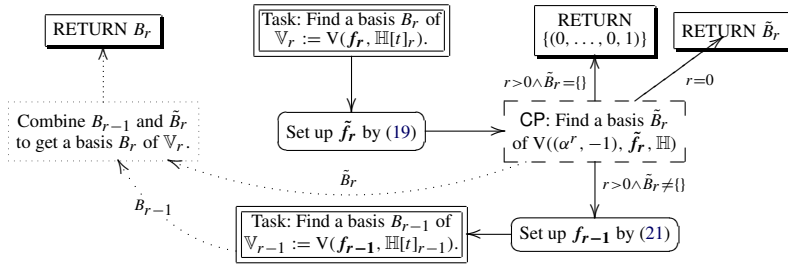 RETURN B_r
Task: Find a basis B_r of
𝕍_r := V(f_r, ℍ[t]_r).
RETURN
{(0, . . . , 0, 1)}
RETURN B̃_r
r>0∧B̃_r={}
r=0
Combine B_{r−1} and B̃_r
to get a basis B_r of 𝕍_r.
Set up f̃_r by (19)
CP: Find a basis B̃_r
of V((α^r, −1), f̃_r, ℍ)
B̃_r
r>0∧B̃_r≠{}
B_{r−1}
Task: Find a basis B_{r−1} of
𝕍_{r−1} := V(f_{r−1}, ℍ[t]_{r−1}).
Set up f_{r−1} by (21)